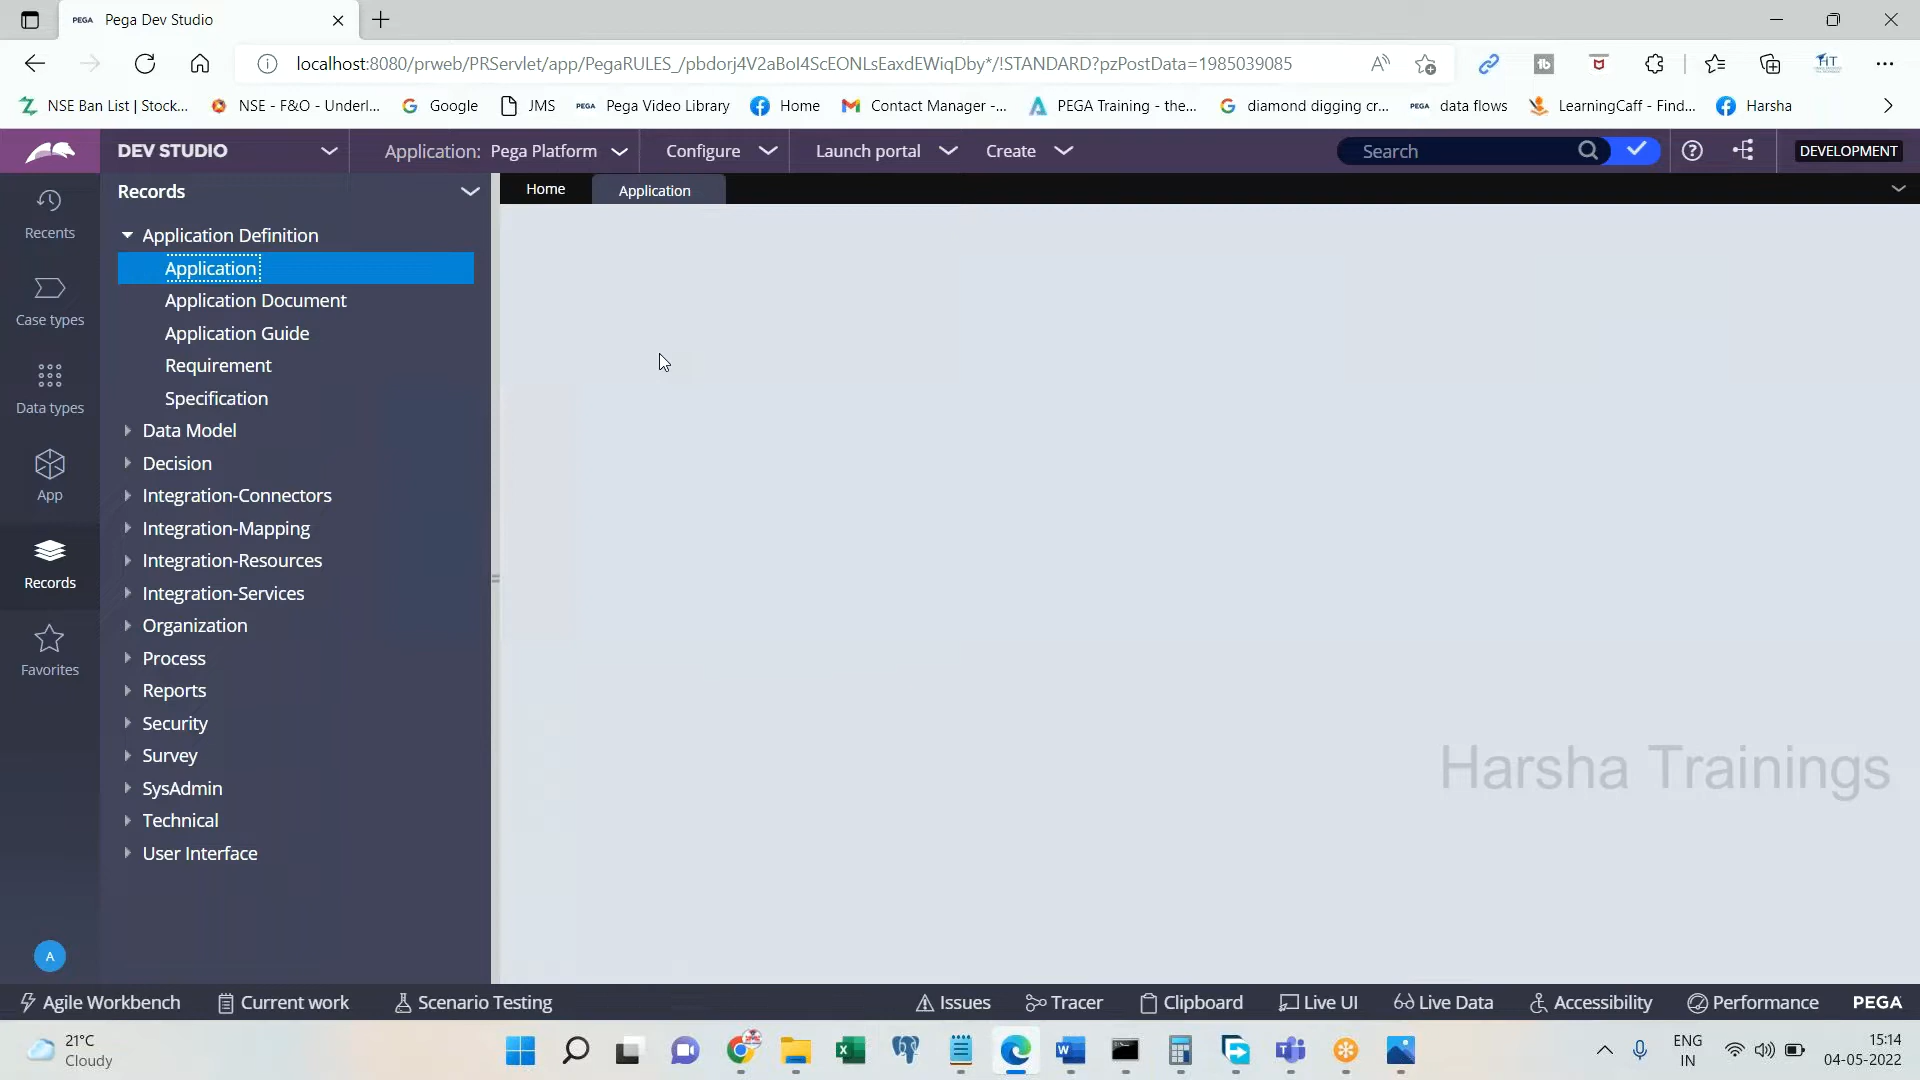 PEGA Pega Dev Studio
localhost:8080/prweb/PRServlet/app/PegaRULES_/pbdorj4V2aBoI4ScEONLsEaxdEWiqDby*/!STANDARD?pzPostData=1985039085
NSE Ban List | Stock... NSE - F&O - Underl... Google JMS PEGA Pega Video Library Home Contact Manager -... PEGA Training - the... diamond digging cr... PEGA data flows LearningCaff - Find... Harsha
DEV STUDIO Application: Pega Platform Configure Launch portal Create Search DEVELOPMENT
Records Home Application
Recents
Case types
Data types
App
Records
Favorites
A
Application Definition
Application
Application Document
Application Guide
Requirement
Specification
Data Model
Decision
Integration-Connectors
Integration-Mapping
Integration-Resources
Integration-Services
Organization
Process
Reports
Security
Survey
SysAdmin
Technical
User Interface
Harsha Trainings
Agile Workbench Current work Scenario Testing Issues Tracer Clipboard Live UI Live Data Accessibility Performance PEGA
21°C
Cloudy
ENG
IN
15:14
04-05-2022